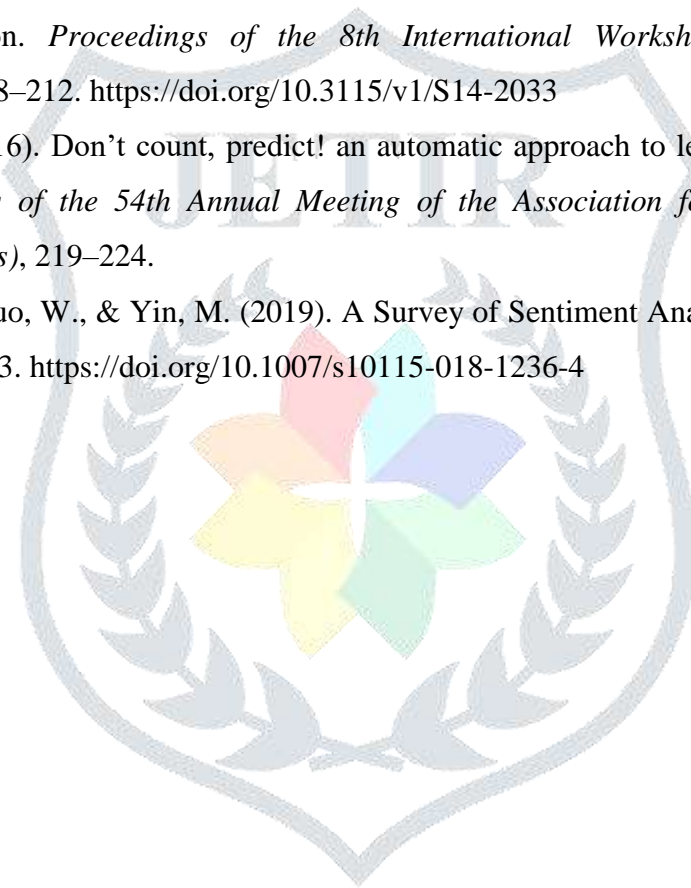 on. Proceedings of the 8th International Worksh
8–212. https://doi.org/10.3115/v1/S14-2033
16). Don’t count, predict! an automatic approach to le
of the 54th Annual Meeting of the Association f
s), 219–224.
JETIR
uo, W., & Yin, M. (2019). A Survey of Sentiment Ana
3. https://doi.org/10.1007/s10115-018-1236-4